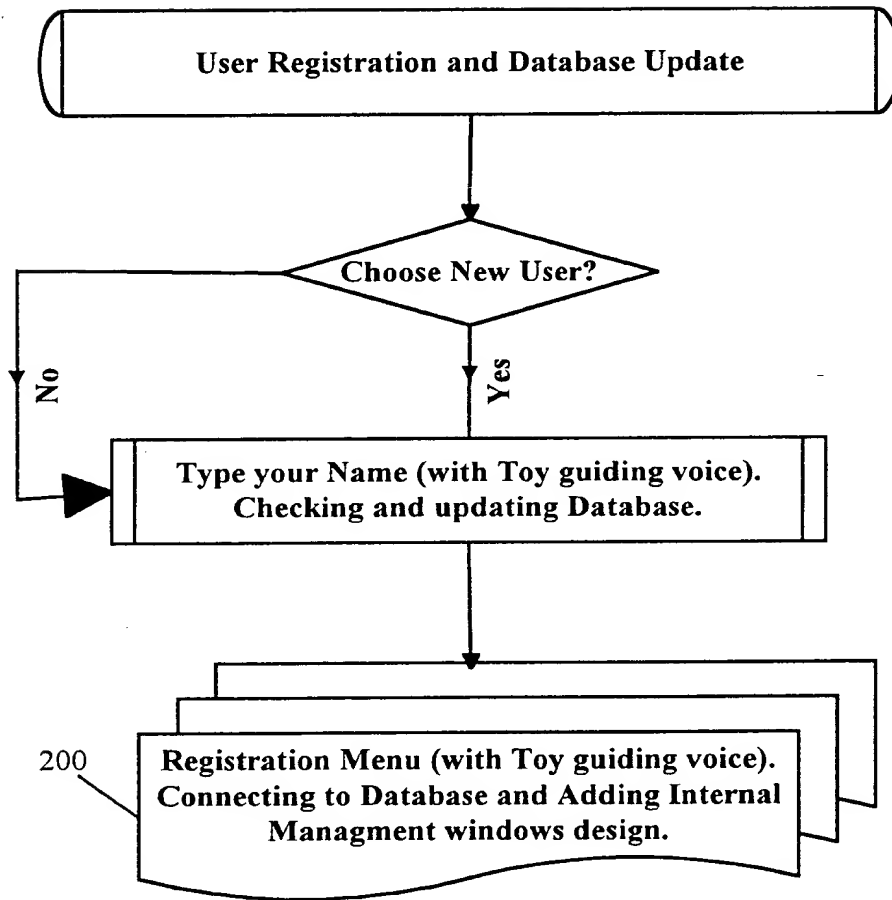 User Registration and Database Update
Choose New User?
No
Yes
Type your Name (with Toy guiding voice).
Checking and updating Database.
200
Registration Menu (with Toy guiding voice).
Connecting to Database and Adding Internal
Managment windows design.